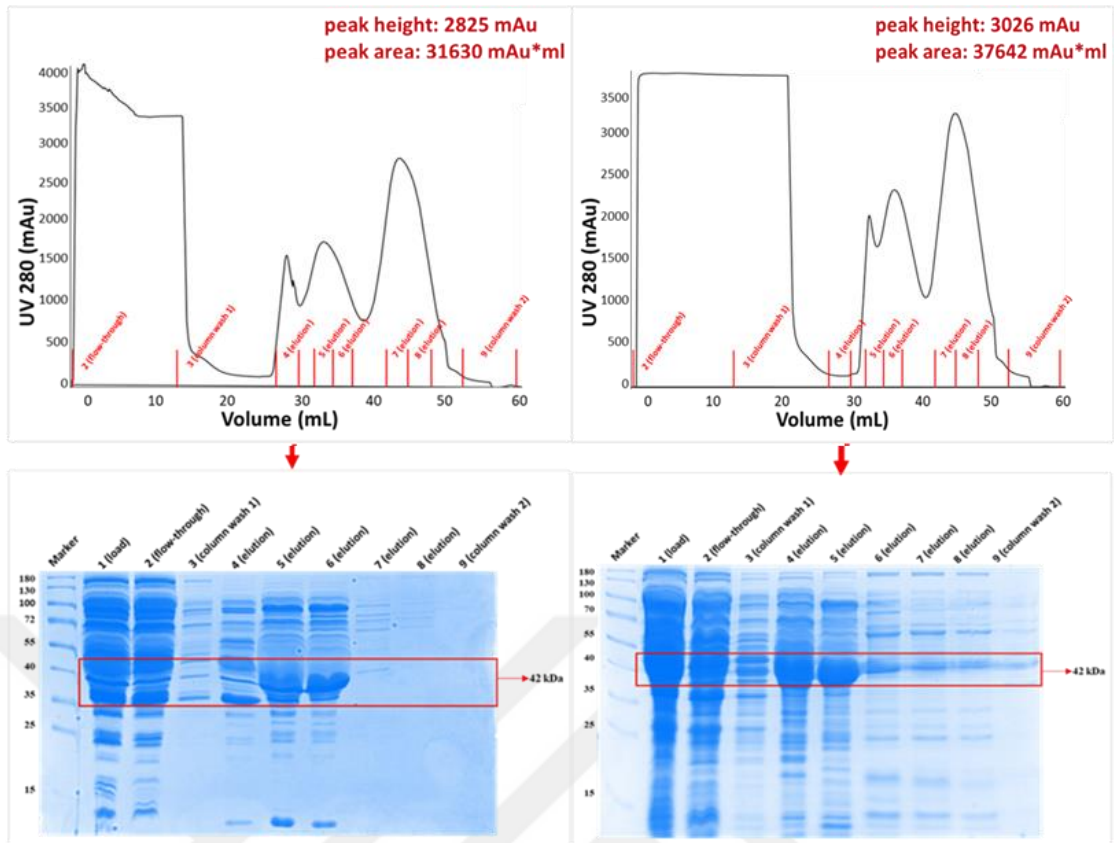 peak height: 2825 mAu
peak area: 31630 mAu*ml
UV 280 (mAu)
4000
3500
3000
2500
2000
1500
1000
500
0
2 (flow-through)
3 (column wash 1)
4 (elution)
5 (elution)
6 (elution)
7 (elution)
8 (elution)
9 (column wash 2)
0 10 20 30 40 50 60
Volume (mL)
peak height: 3026 mAu
peak area: 37642 mAu*ml
UV 280 (mAu)
3500
3000
2500
2000
1500
1000
500
0
2 (flow-through)
3 (column wash 1)
4 (elution)
5 (elution)
6 (elution)
7 (elution)
8 (elution)
9 (column wash 2)
0 10 20 30 40 50 60
Volume (mL)
Marker
1 (load)
2 (flow-through)
3 (column wash 1)
4 (elution)
5 (elution)
6 (elution)
7 (elution)
8 (elution)
9 (column wash 2)
180
130
100
72
55
40
35
25
15
42 kDa
Marker
1 (load)
2 (flow-through)
3 (column wash 1)
4 (elution)
5 (elution)
6 (elution)
7 (elution)
8 (elution)
9 (column wash 2)
180
130
100
70
55
40
35
25
15
42 kDa